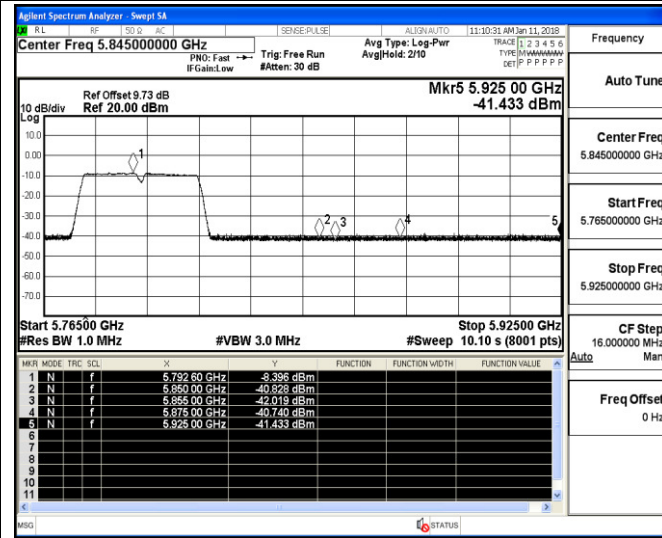 Agilent Spectrum Analyzer - Swept SA
RL RF 50 Ω AC SENSE:PULSE ALIGN AUTO 11:10:31 AM Jan 11, 2018
Center Freq 5.845000000 GHz
PNO: Fast
IFGain:Low
Trig: Free Run
#Atten: 30 dB
Avg Type: Log-Pwr
Avg|Hold: 2/10
TRACE 1 2 3 4 5 6
TYPE M WWWWW
DET P P P P P P
Ref Offset 9.73 dB
10 dB/div Ref 20.00 dBm
Log
Mkr5 5.925 00 GHz
-41.433 dBm
10.0
0.00
-10.0
-20.0
-30.0
-40.0
-50.0
-60.0
-70.0
1
2
3
4
5
Start 5.76500 GHz Stop 5.92500 GHz
#Res BW 1.0 MHz #VBW 3.0 MHz #Sweep 10.10 s (8001 pts)
MKR MODE TRC SCL X Y FUNCTION FUNCTION WIDTH FUNCTION VALUE
1 N f 5.792 60 GHz -8.396 dBm
2 N f 5.850 00 GHz -40.828 dBm
3 N f 5.855 00 GHz -42.019 dBm
4 N f 5.875 00 GHz -40.740 dBm
5 N f 5.925 00 GHz -41.433 dBm
6
7
8
9
10
11
MSG STATUS
Frequency
Auto Tune
Center Freq
5.845000000 GHz
Start Freq
5.765000000 GHz
Stop Freq
5.925000000 GHz
CF Step
16.000000 MHz
Auto Man
Freq Offset
0 Hz